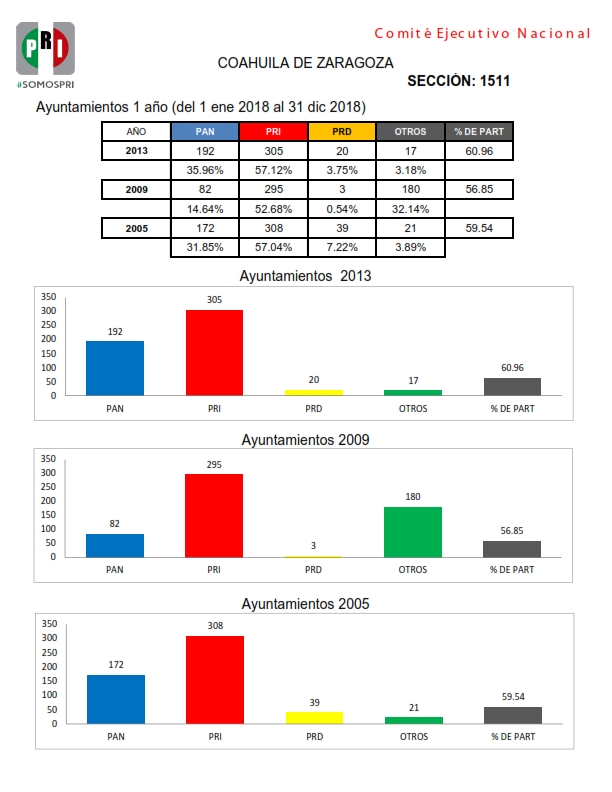 Comité Ejecutivo Nacional
PRI
#SOMOSPRI
COAHUILA DE ZARAGOZA
SECCIÒN: 1511
Ayuntamientos 1 año (del 1 ene 2018 al 31 dic 2018)
AÑO PAN PRI PRD OTROS % DE PART
2013 192 305 20 17 60.96
35.96% 57.12% 3.75% 3.18%
2009 82 295 3 180 56.85
14.64% 52.68% 0.54% 32.14%
2005 172 308 39 21 59.54
31.85% 57.04% 7.22% 3.89%
Ayuntamientos 2013
350
300
250
200
150
100
50
0
192 305 20 17 60.96
PAN PRI PRD OTROS % DE PART
Ayuntamientos 2009
350
300
250
200
150
100
50
0
82 295 3 180 56.85
PAN PRI PRD OTROS % DE PART
Ayuntamientos 2005
350
300
250
200
150
100
50
0
172 308 39 21 59.54
PAN PRI PRD OTROS % DE PART